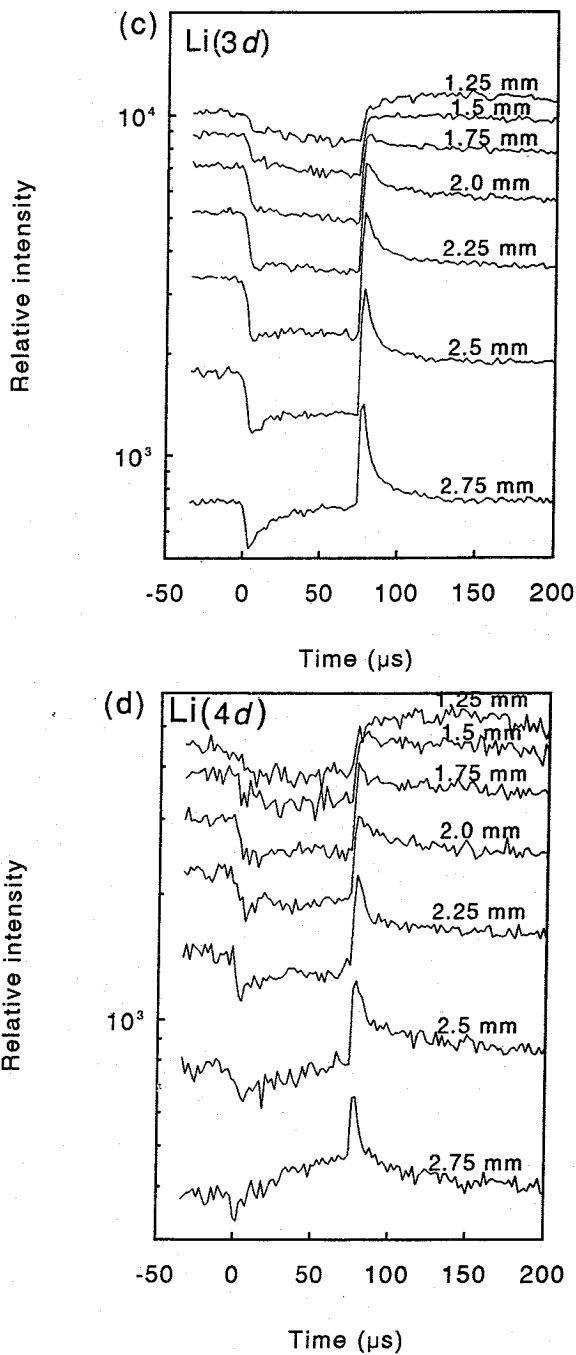 (c)
Li(3d)
Relative intensity
10⁴
10³
1.25 mm
1.5 mm
1.75 mm
2.0 mm
2.25 mm
2.5 mm
2.75 mm
-50 0 50 100 150 200
Time (μs)
(d)
Li(4d)
Relative intensity
10³
1.25 mm
1.5 mm
1.75 mm
2.0 mm
2.25 mm
2.5 mm
2.75 mm
-50 0 50 100 150 200
Time (μs)